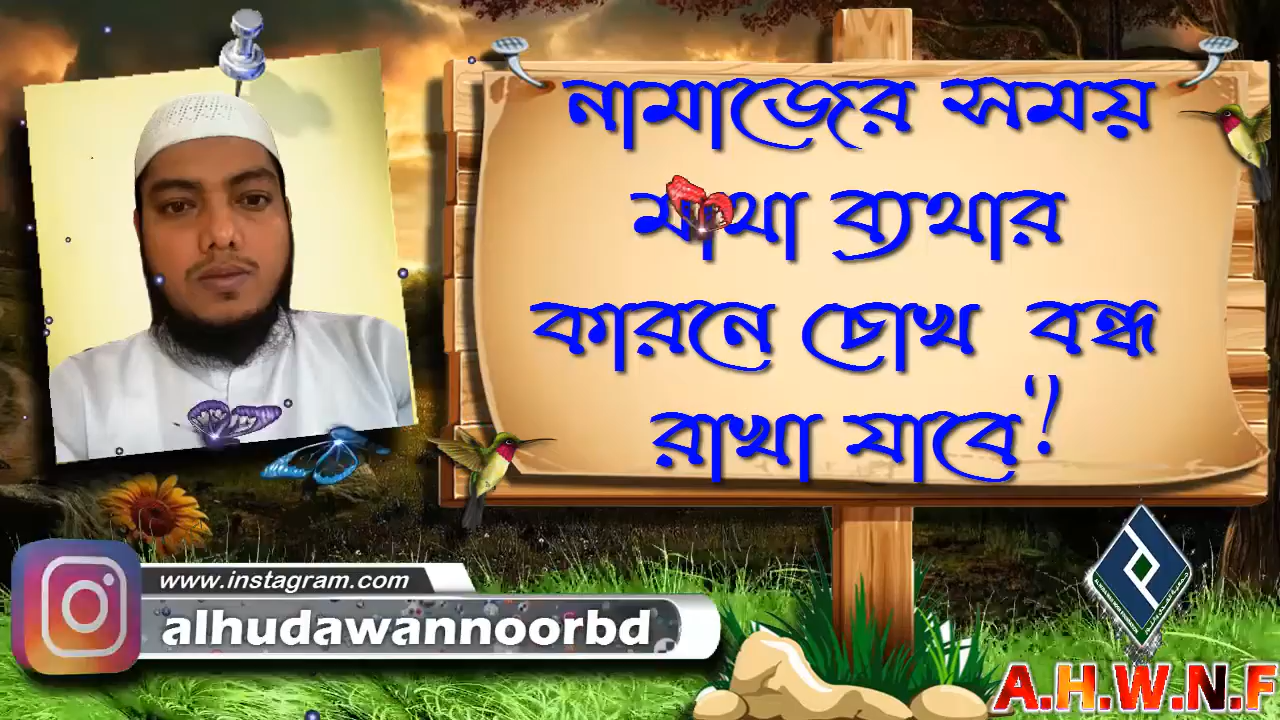 নামাজের সময়
মাথা ব্যথার
কারনে চোখ বন্ধ
রাখা যাবে?
www.instagram.com
alhudawannoorbd
A.H.W.N.F